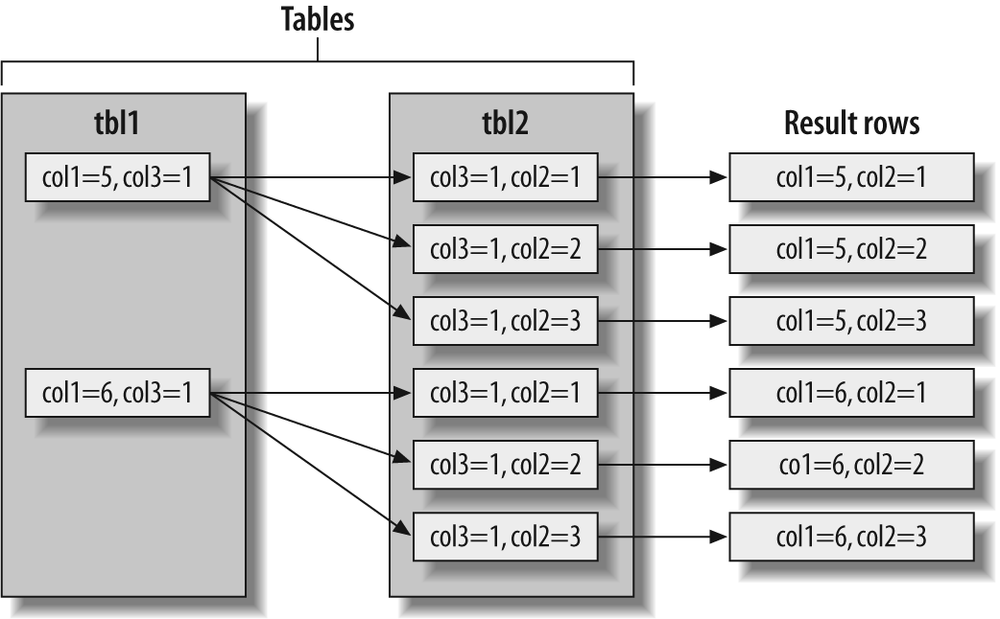 Tables
tbl1
tbl2
Result rows
col1=5, col3=1
col3=1, col2=1
col1=5, col2=1
col3=1, col2=2
col1=5, col2=2
col3=1, col2=3
col1=5, col2=3
col1=6, col3=1
col3=1, col2=1
col1=6, col2=1
col3=1, col2=2
co1=6, col2=2
col3=1, col2=3
col1=6, col2=3